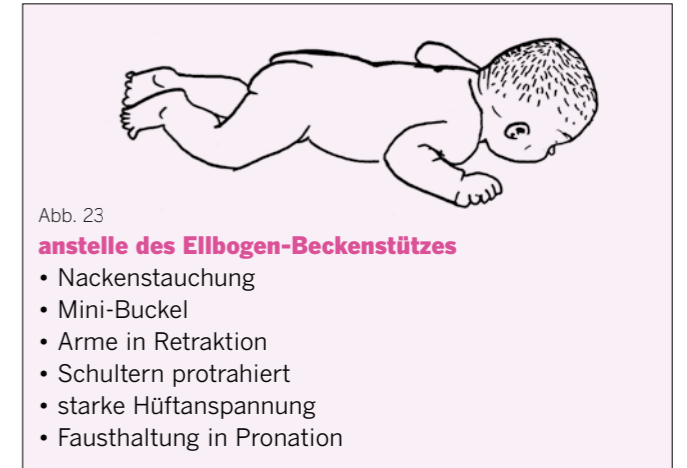 Abb. 23
anstelle des Ellbogen-Beckenstützes
• Nackenstauchung
• Mini-Buckel
• Arme in Retraktion
• Schultern protrahiert
• starke Hüftanspannung
• Fausthaltung in Pronation